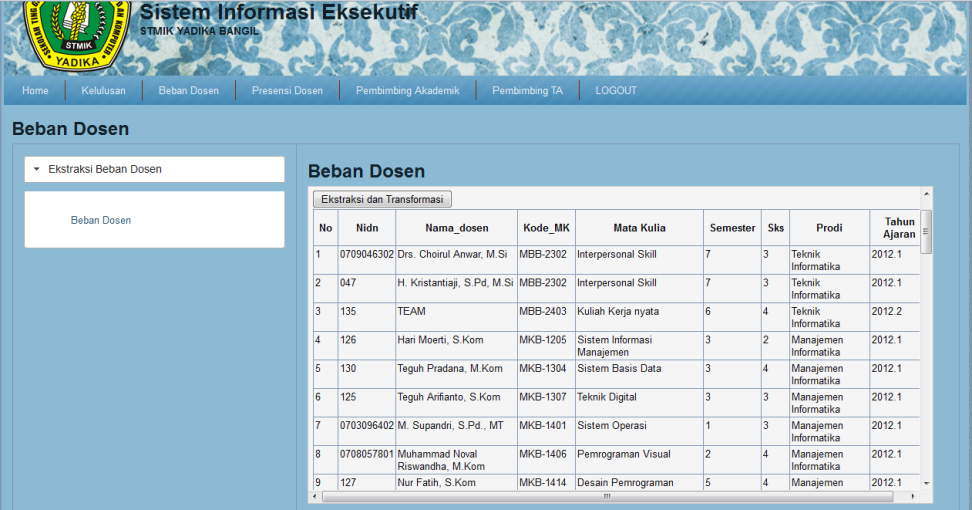 Sistem Informasi Eksekutif
STMIK YADIKA BANGIL
STMIK
YADIKA
Home Kelulusan Beban Dosen Presensi Dosen Pembimbing Akademik Pembimbing TA LOGOUT
Beban Dosen
Ekstraksi Beban Dosen
Beban Dosen
Beban Dosen
Ekstraksi dan Transformasi
No Nidn Nama_dosen Kode_MK Mata Kulia Semester Sks Prodi Tahun Ajaran
1 0709046302 Drs. Choirul Anwar, M.Si MBB-2302 Interpersonal Skill 7 3 Teknik Informatika 2012.1
2 047 H. Kristantiaji, S.Pd, M.Si MBB-2302 Interpersonal Skill 7 3 Teknik Informatika 2012.1
3 135 TEAM MBB-2403 Kuliah Kerja nyata 6 4 Teknik Informatika 2012.2
4 126 Hari Moerti, S.Kom MKB-1205 Sistem Informasi Manajemen 3 2 Manajemen Informatika 2012.1
5 130 Teguh Pradana, M.Kom MKB-1304 Sistem Basis Data 3 4 Manajemen Informatika 2012.1
6 125 Teguh Arifianto, S.Kom MKB-1307 Teknik Digital 3 3 Manajemen Informatika 2012.1
7 0703096402 M. Supandri, S.Pd., MT MKB-1401 Sistem Operasi 1 3 Manajemen Informatika 2012.1
8 0708057801 Muhammad Noval Riswandha, M.Kom MKB-1406 Pemrograman Visual 2 4 Manajemen Informatika 2012.1
9 127 Nur Fatih, S.Kom MKB-1414 Desain Pemrograman 5 4 Manajemen 2012.1